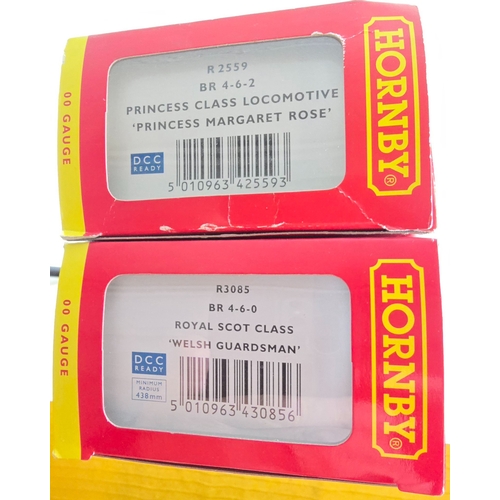 R 2559
BR 4-6-2
PRINCESS CLASS LOCOMOTIVE
'PRINCESS MARGARET ROSE'
DCC
READY
5 010963 425593
00 GAUGE
HORNBY®
R3085
BR 4-6-0
ROYAL SCOT CLASS
'WELSH GUARDSMAN'
DCC
READY
MINIMUM
RADIUS
438mm
5 010963 430856
00 GAUGE
HORNBY®